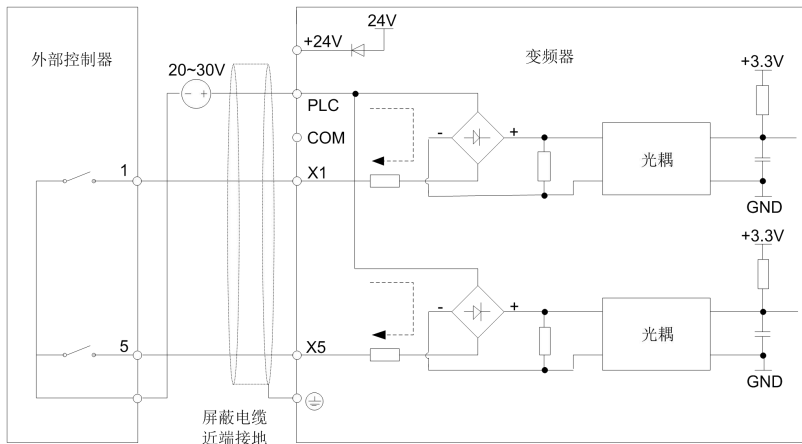 24V
+24V
外部控制器
变频器
20~30V
- +
PLC
+3.3V
COM
- +
光耦
1
X1
GND
+3.3V
- +
光耦
5
X5
GND
屏蔽电缆
近端接地